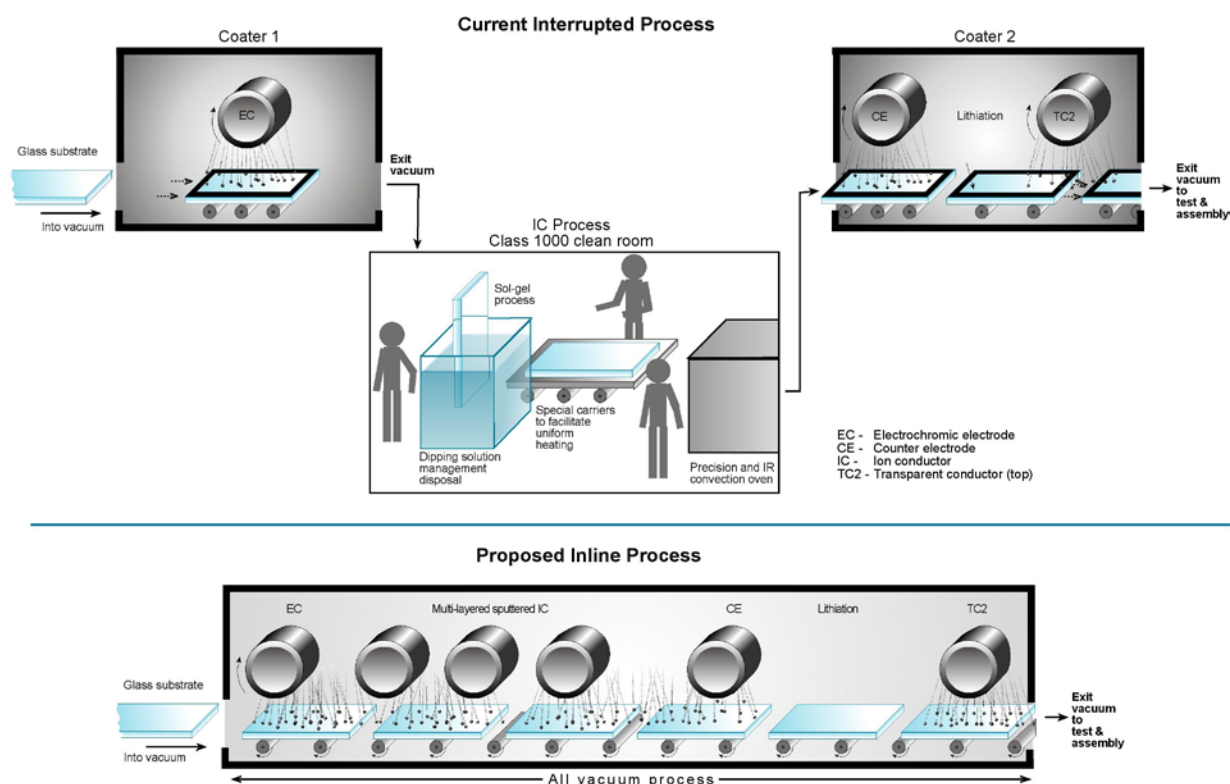 Current Interrupted Process
Coater 1
EC
Glass substrate
Into vacuum
Exit
vacuum
IC Process
Class 1000 clean room
Sol-gel
process
Dipping solution
management
disposal
Special carriers
to facilitate
uniform
heating
Precision and IR
convection oven
Coater 2
CE
Lithiation
TC2
Exit
vacuum
to
test &
assembly
EC - Electrochromic electrode
CE - Counter electrode
IC - Ion conductor
TC2 - Transparent conductor (top)
Proposed Inline Process
EC
Multi-layered sputtered IC
CE
Lithiation
TC2
Glass substrate
Into vacuum
Exit
vacuum
to
test &
assembly
All vacuum process